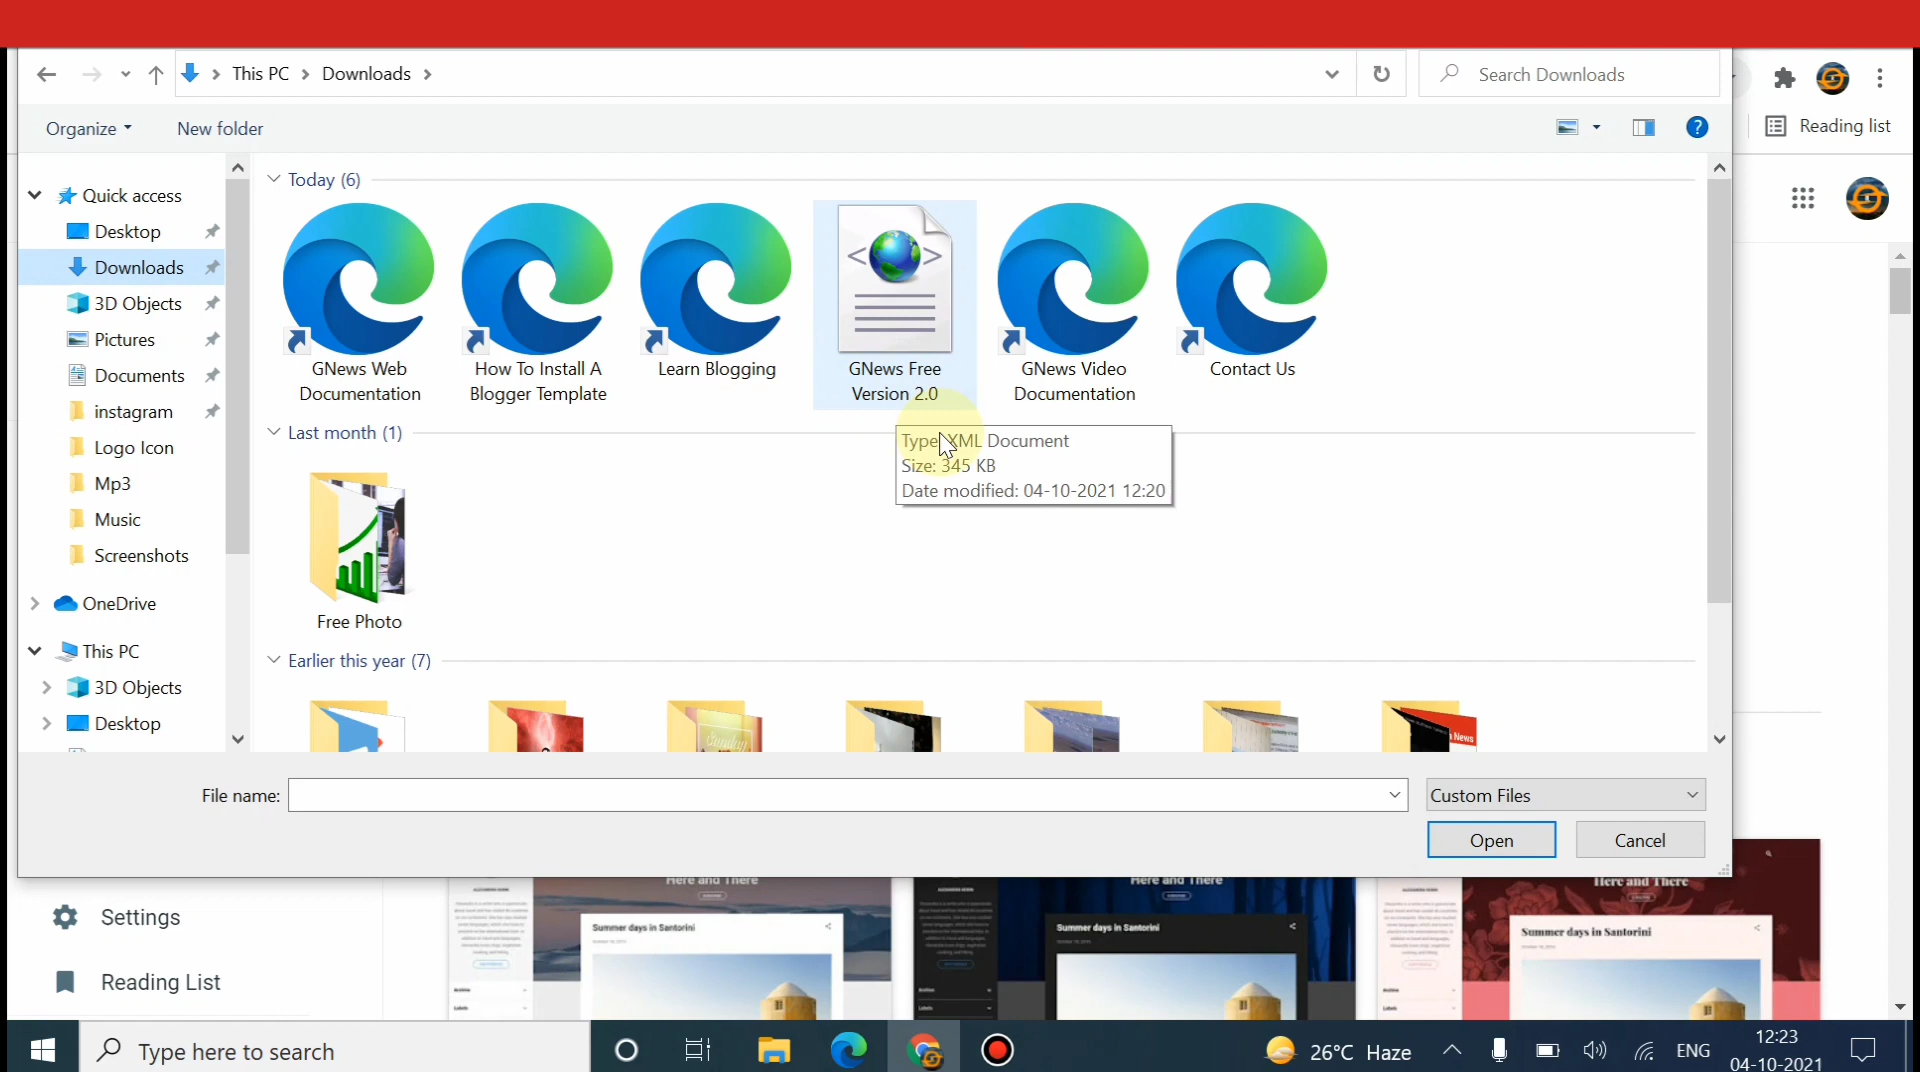 This PC
Downloads
Search Downloads
Organize
New folder
Reading list
Quick access
Desktop
Downloads
3D Objects
Pictures
Documents
instagram
Logo Icon
Mp3
Music
Screenshots
OneDrive
This PC
3D Objects
Desktop
Today (6)
GNews Web
Documentation
How To Install A
Blogger Template
Learn Blogging
GNews Free
Version 2.0
GNews Video
Documentation
Contact Us
Type: XML Document
Size: 345 KB
Date modified: 04-10-2021 12:20
Last month (1)
Free Photo
Earlier this year (7)
Sunday
News
File name:
Custom Files
Open
Cancel
Settings
Reading List
Here and There
Summer days in Santorini
Here and There
Summer days in Santorini
Here and There
Summer days in Santorini
Type here to search
26°C Haze
ENG
12:23
04-10-2021